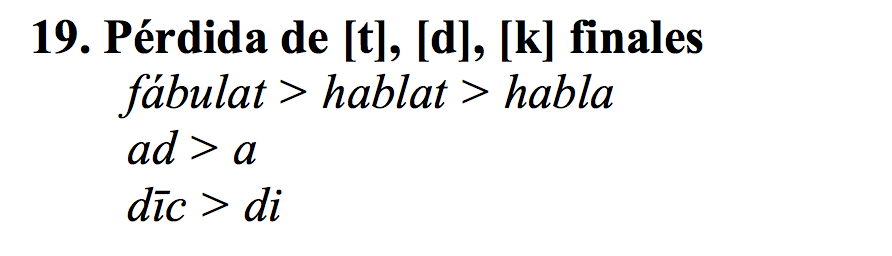 19. Pérdida de [t], [d], [k] finales
fábulat > hablat > habla
ad > a
dīc > di